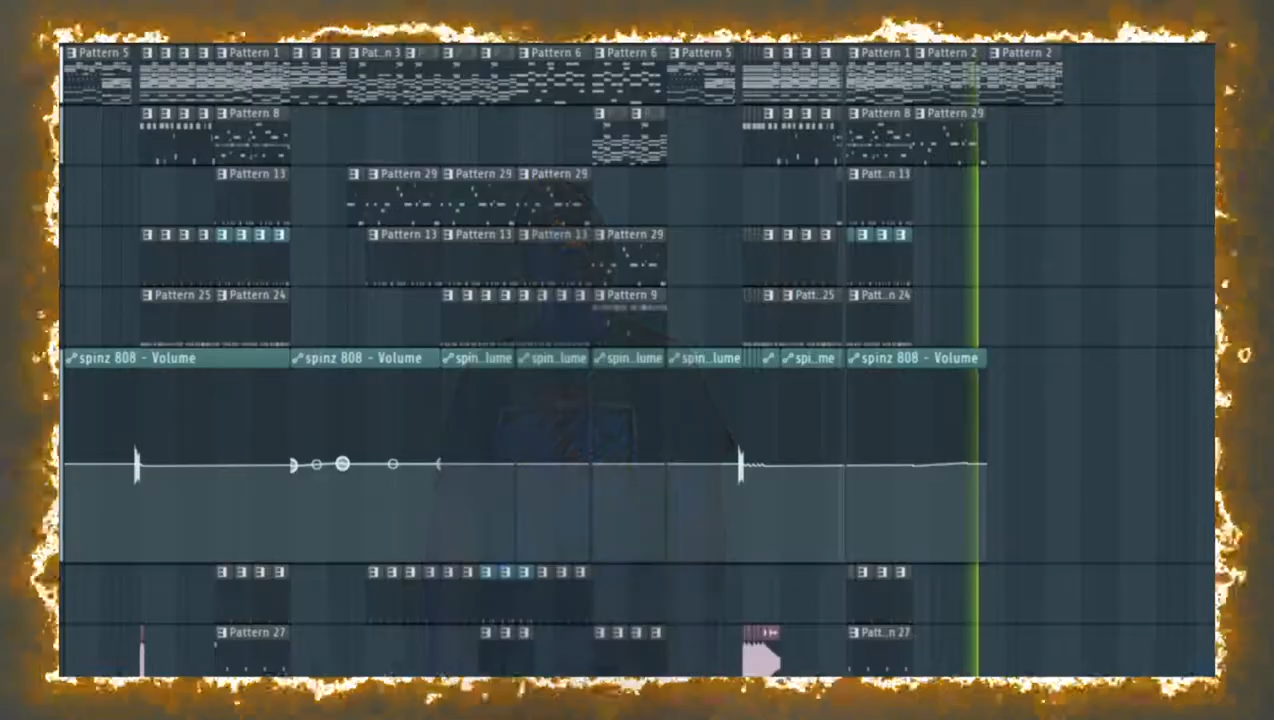 Pattern 5 Pattern 1 Pat..n 3 Pattern 6 Pattern 6 Pattern 5 Pattern 1 Pattern 2 Pattern 2
Pattern 8 Pattern 8 Pattern 29
Pattern 13 Pattern 29 Pattern 29 Pattern 29 Patt..n 13
Pattern 13 Pattern 13 Pattern 13 Pattern 29
Pattern 25 Pattern 24 Pattern 9 Patt..25 Patt..n 24
spinz 808 - Volume spinz 808 - Volume spin..lume spin..lume spin..lume spin..lume spi..me spinz 808 - Volume
Pattern 27 Patt..n 27